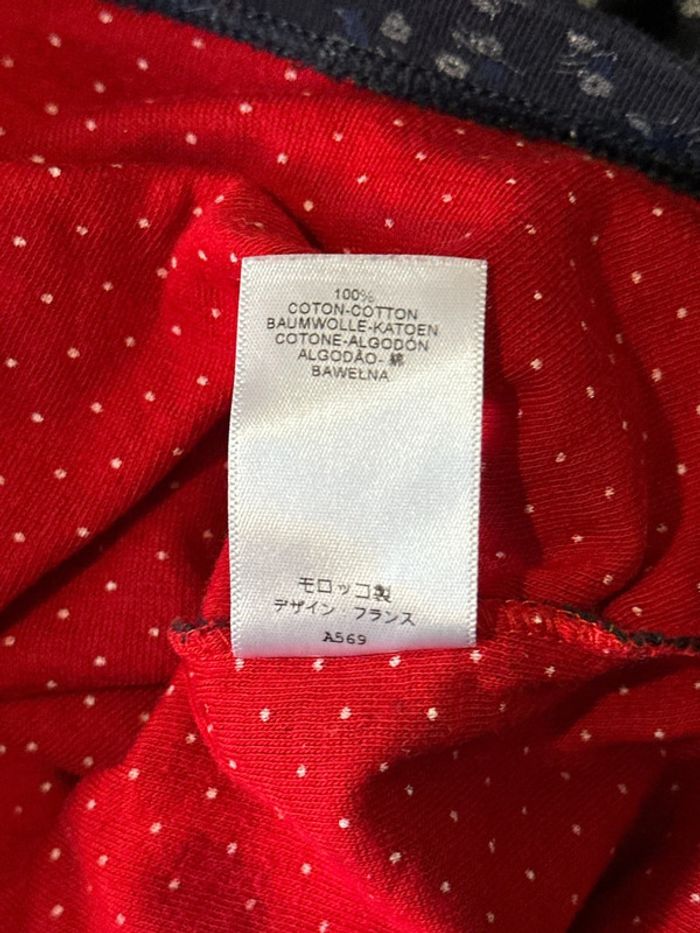 100%
COTON-COTTON
BAUMWOLLE-KATOEN
COTONE-ALGODÓN
ALGODÃO- 綿
BAWEŁNA
モロッコ製
デザイン・フランス
A569